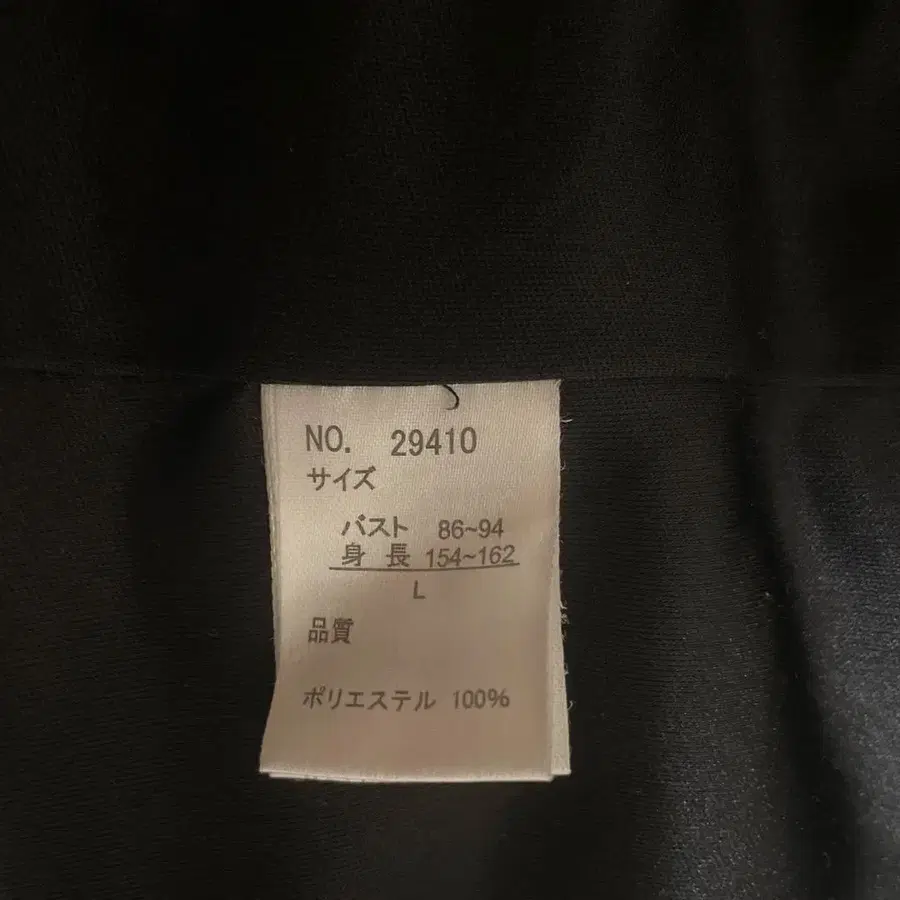 NO. 29410
サイズ
バスト 86~94
身 長 154~162
L
品質
ポリエステル 100%